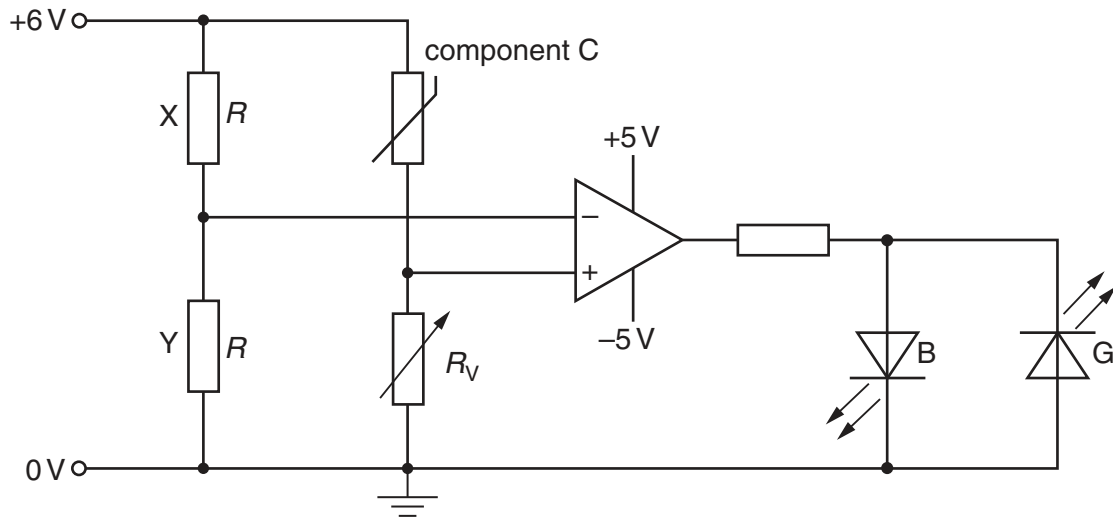 +6 V
component C
X R
+5 V
–
+
–5 V
Y R
R_V
B
G
0 V